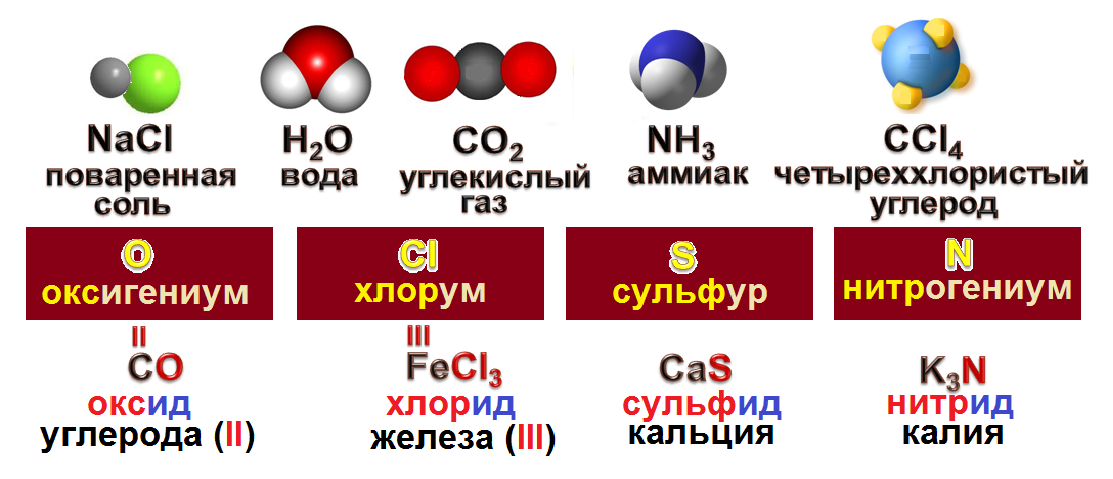 NaCl
поваренная
соль
H₂O
вода
CO₂
углекислый
газ
NH₃
аммиак
CCl₄
четыреххлористый
углерод
O
оксигениум
Cl
хлорум
S
сульфур
N
нитрогениум
II
CO
оксид
углерода (II)
III
FeCl₃
хлорид
железа (III)
CaS
сульфид
кальция
K₃N
нитрид
калия